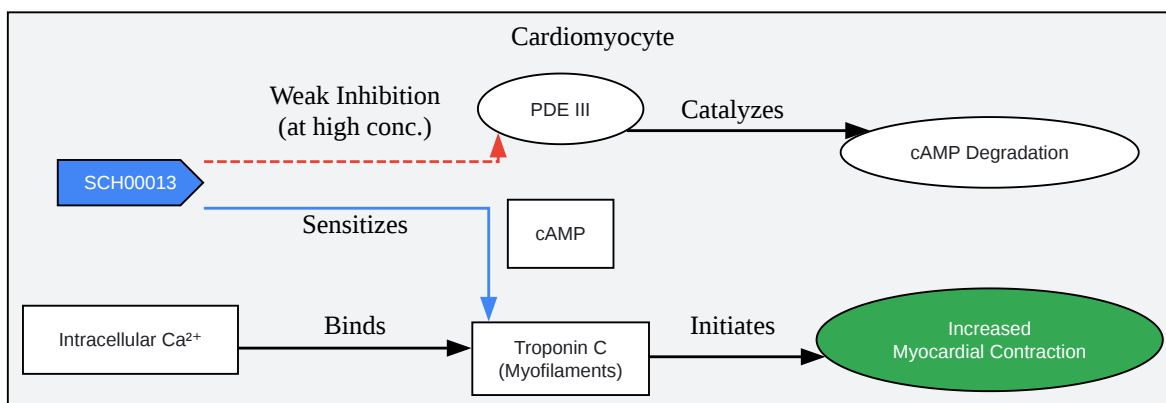 Cardiomyocyte
Weak Inhibition
(at high conc.)
PDE III
Catalyzes
cAMP Degradation
SCH00013
Sensitizes
cAMP
Intracellular Ca²⁺
Binds
Troponin C
(Myofilaments)
Initiates
Increased
Myocardial Contraction